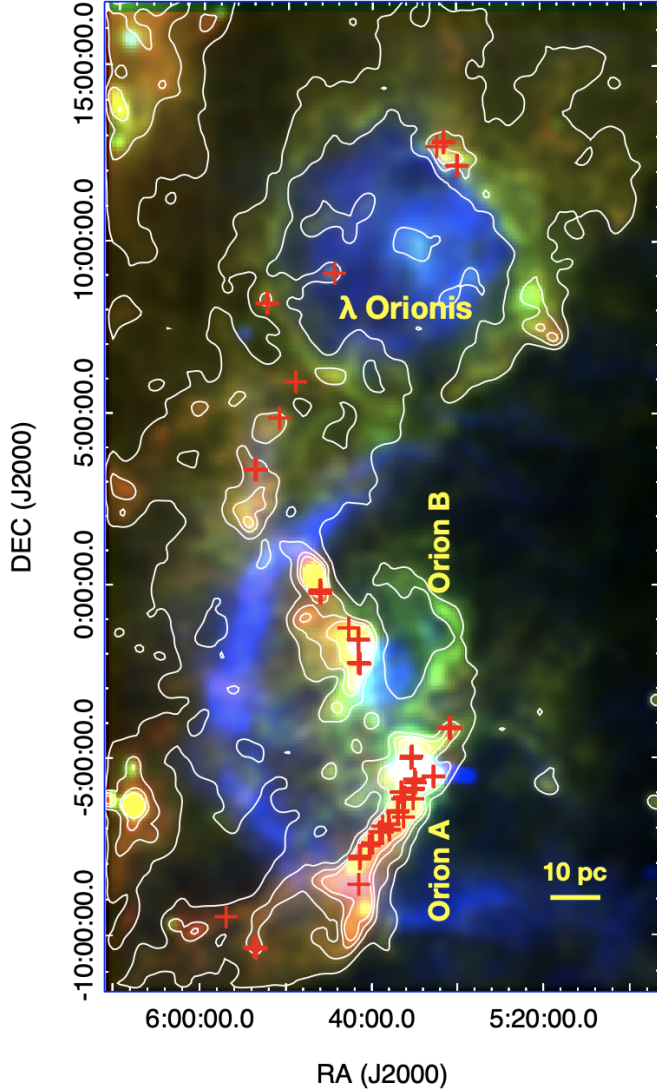 DEC (J2000)
15:00:00.0
10:00:00.0
5:00:00.0
0:00:00.0
-5:00:00.0
-10:00:00.0
λ Orionis
Orion B
Orion A
10 pc
6:00:00.0
40:00.0
5:20:00.0
RA (J2000)